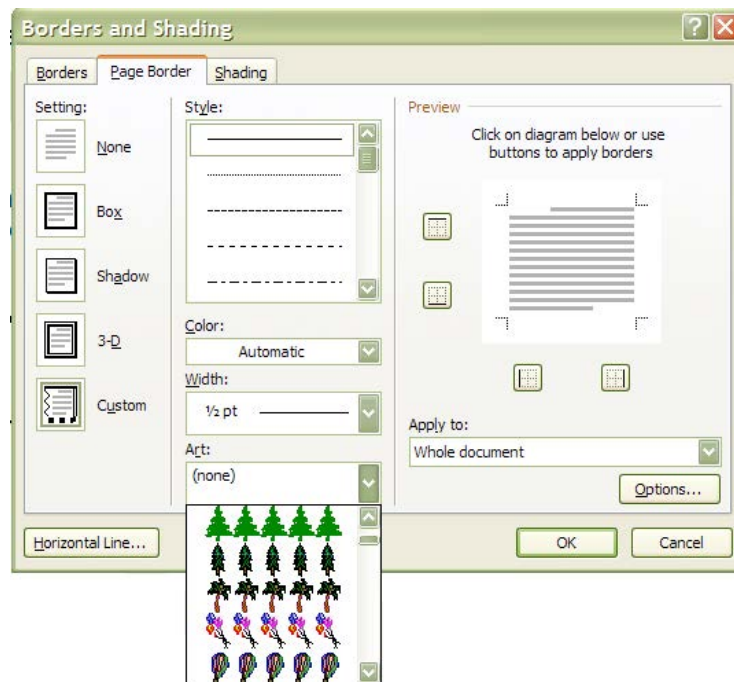 Borders and Shading
Borders Page Border Shading
Setting:
None
Box
Shadow
3-D
Custom
Style:
Color:
Automatic
Width:
½ pt
Art:
(none)
Preview
Click on diagram below or use
buttons to apply borders
Apply to:
Whole document
Options...
Horizontal Line...
OK
Cancel